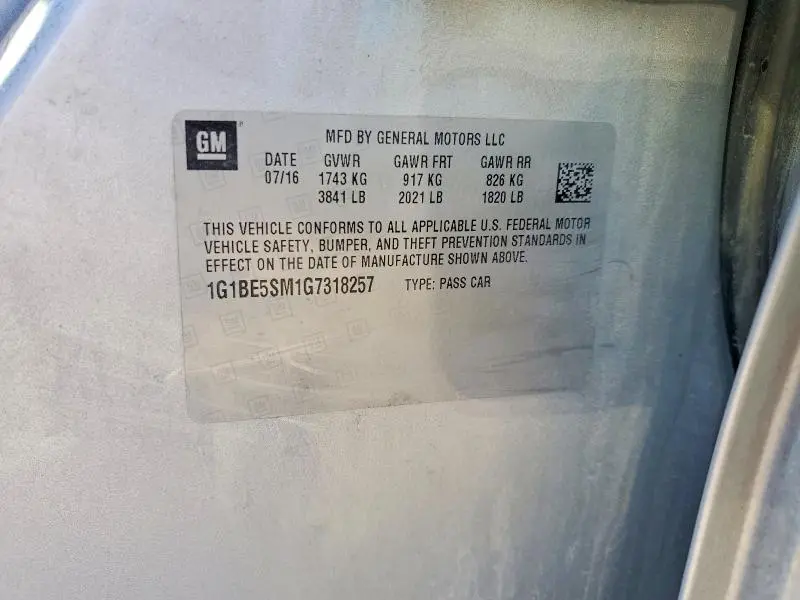 GM
MFD BY GENERAL MOTORS LLC
DATE GVWR GAWR FRT GAWR RR
07/16 1743 KG 917 KG 826 KG
3841 LB 2021 LB 1820 LB
THIS VEHICLE CONFORMS TO ALL APPLICABLE U.S. FEDERAL MOTOR
VEHICLE SAFETY, BUMPER, AND THEFT PREVENTION STANDARDS IN
EFFECT ON THE DATE OF MANUFACTURE SHOWN ABOVE.
1G1BE5SM1G7318257 TYPE: PASS CAR